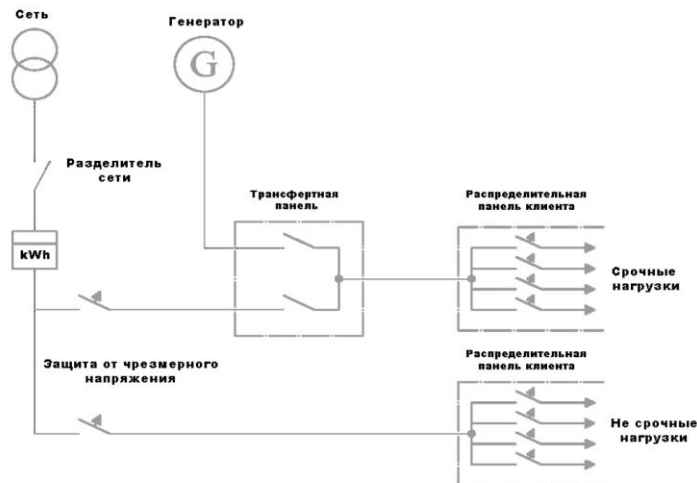 Сеть
Генератор
G
Разделитель
сети
Трансфертная
панель
Распределительная
панель клиента
kWh
Срочные
нагрузки
Защита от чрезмерного
напряжения
Распределительная
панель клиента
Не срочные
нагрузки